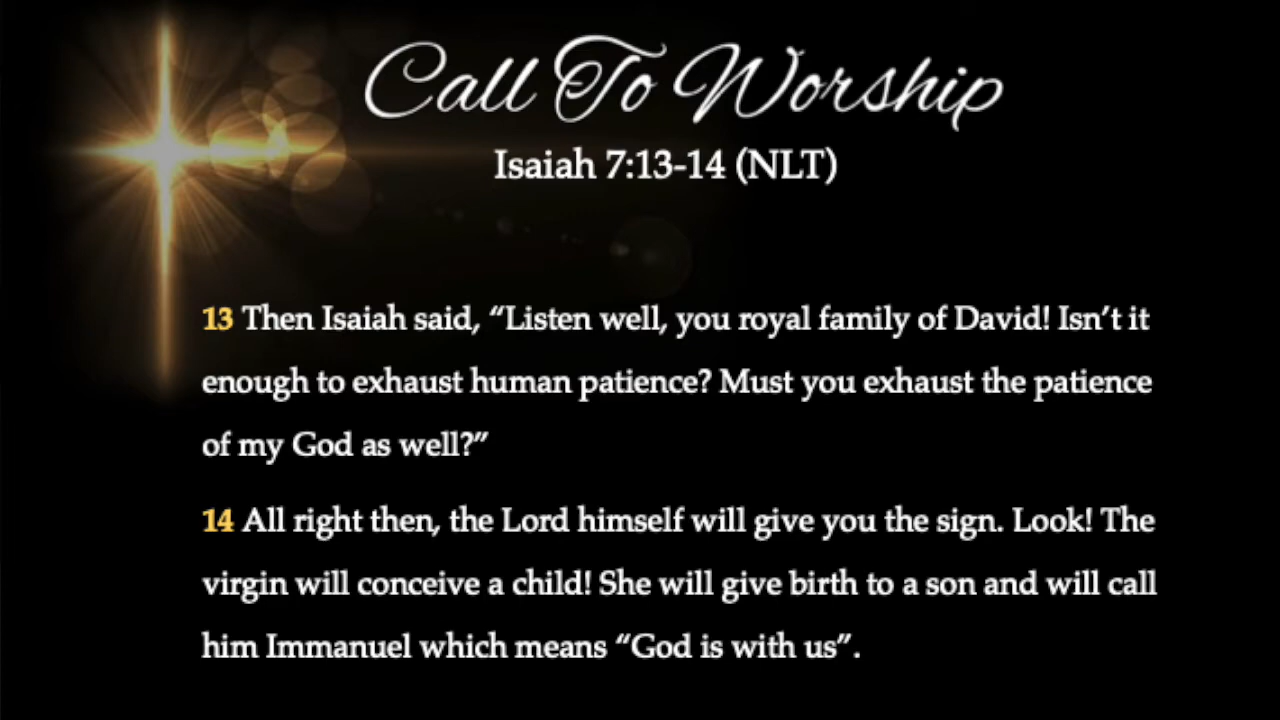 Call To Worship
Isaiah 7:13-14 (NLT)
13 Then Isaiah said, “Listen well, you royal family of David! Isn’t it
enough to exhaust human patience? Must you exhaust the patience
of my God as well?”
14 All right then, the Lord himself will give you the sign. Look! The
virgin will conceive a child! She will give birth to a son and will call
him Immanuel which means “God is with us”.